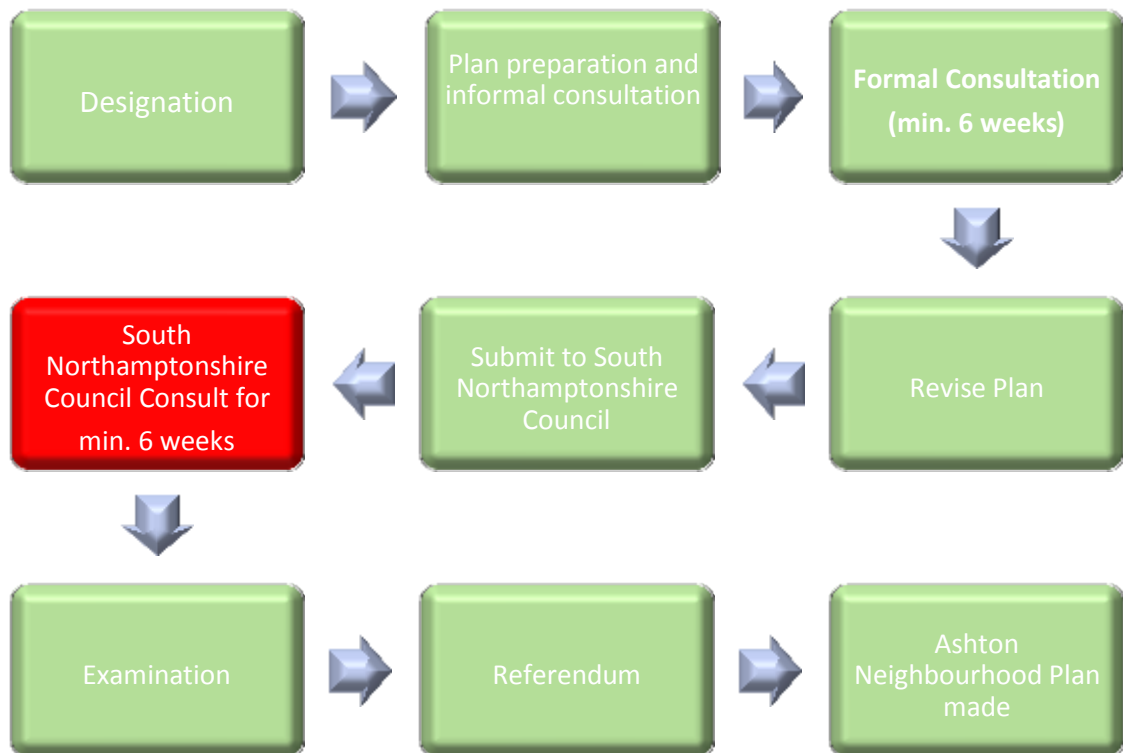 Designation
Plan preparation and
informal consultation
Formal Consultation
(min. 6 weeks)
Revise Plan
Submit to South
Northamptonshire
Council
South
Northamptonshire
Council Consult for
min. 6 weeks
Examination
Referendum
Ashton
Neighbourhood Plan
made